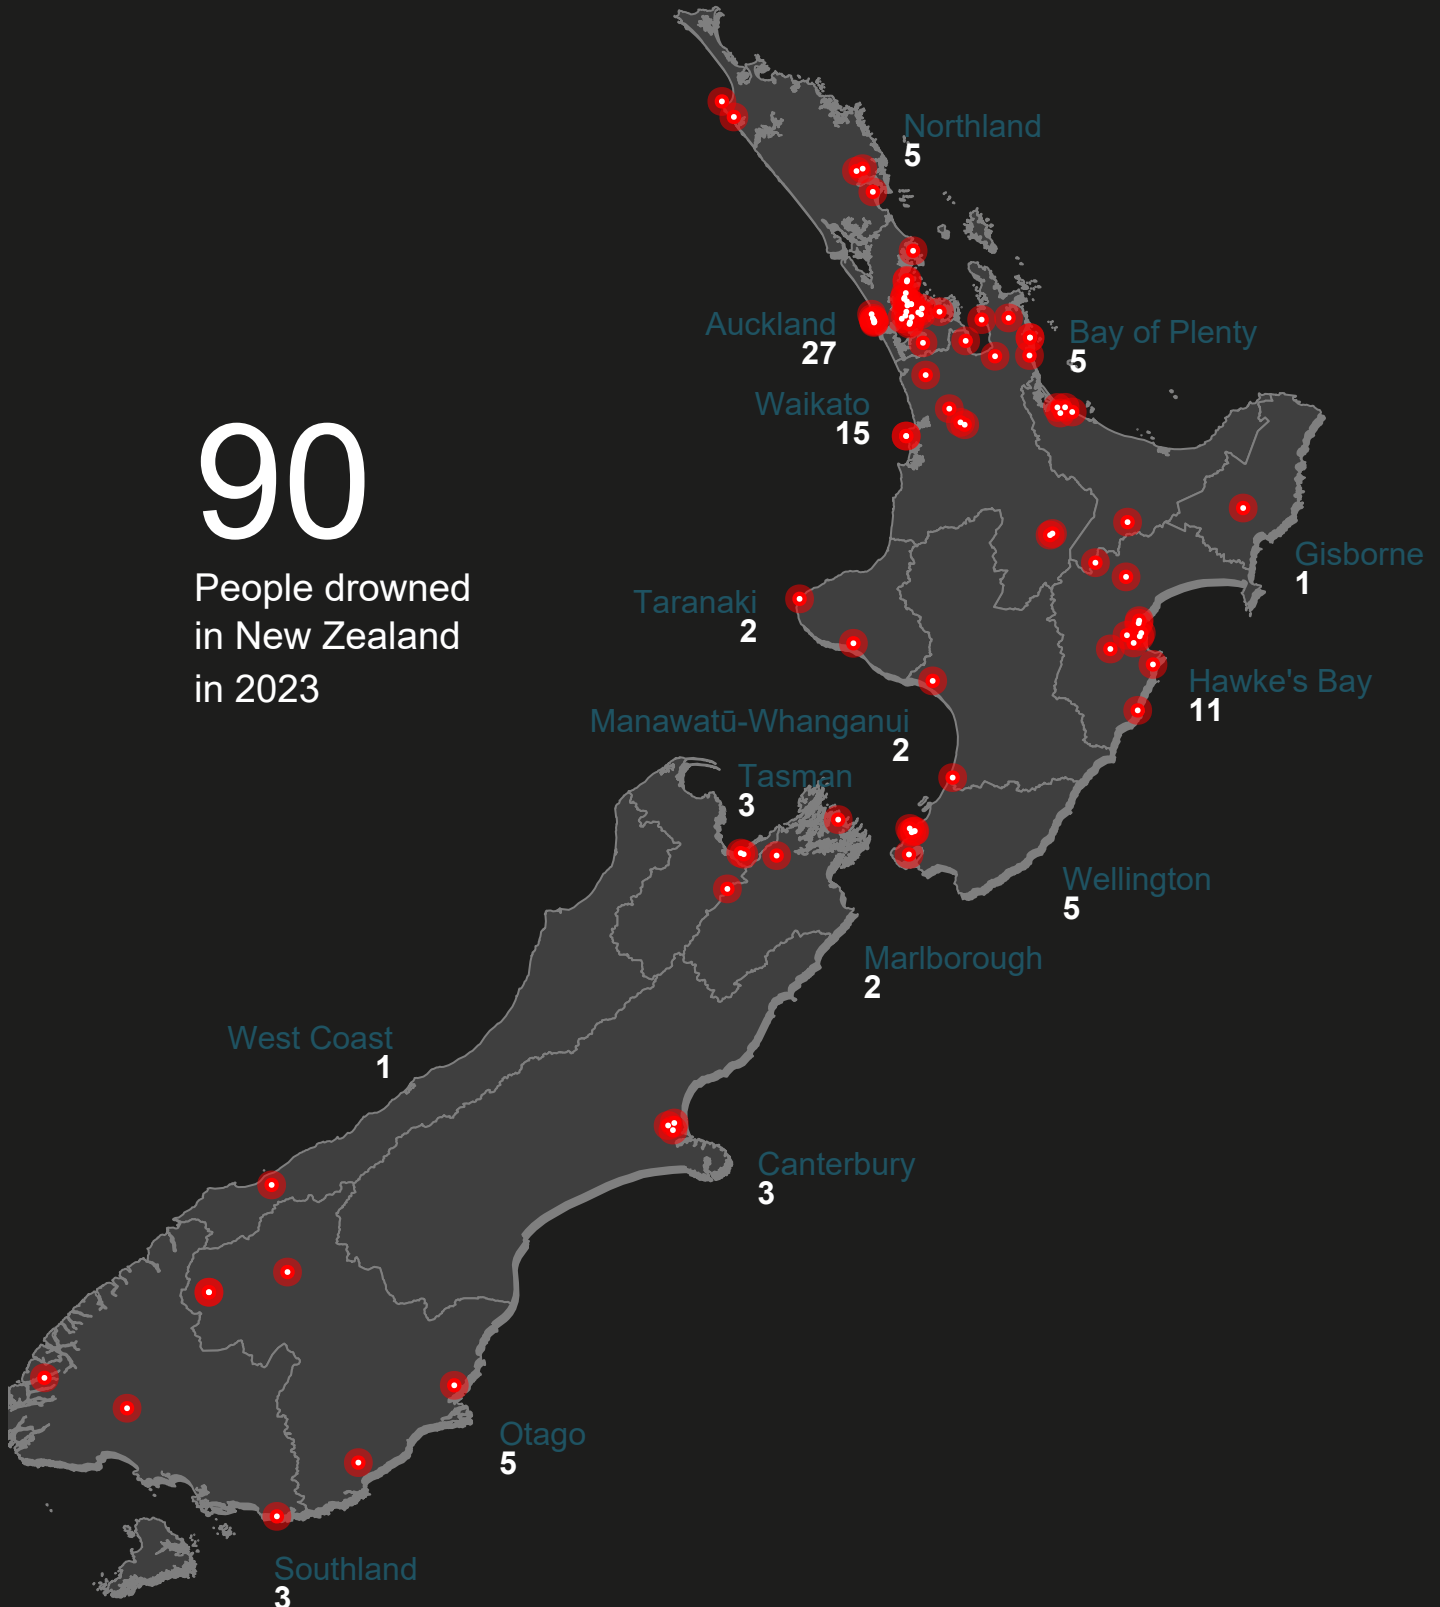 Northland
5
Auckland
27
Bay of Plenty
5
Waikato
15
90
People drowned
in New Zealand
in 2023
Gisborne
1
Taranaki
2
Hawke's Bay
11
Manawatū-Whanganui
2
Tasman
3
Wellington
5
Marlborough
2
West Coast
1
Canterbury
3
Otago
5
Southland
3